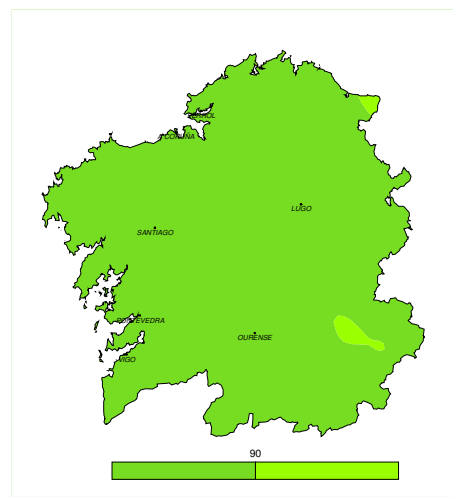 FERROL
A CORUÑA
LUGO
SANTIAGO
PONTEVEDRA
OURENSE
VIGO
90